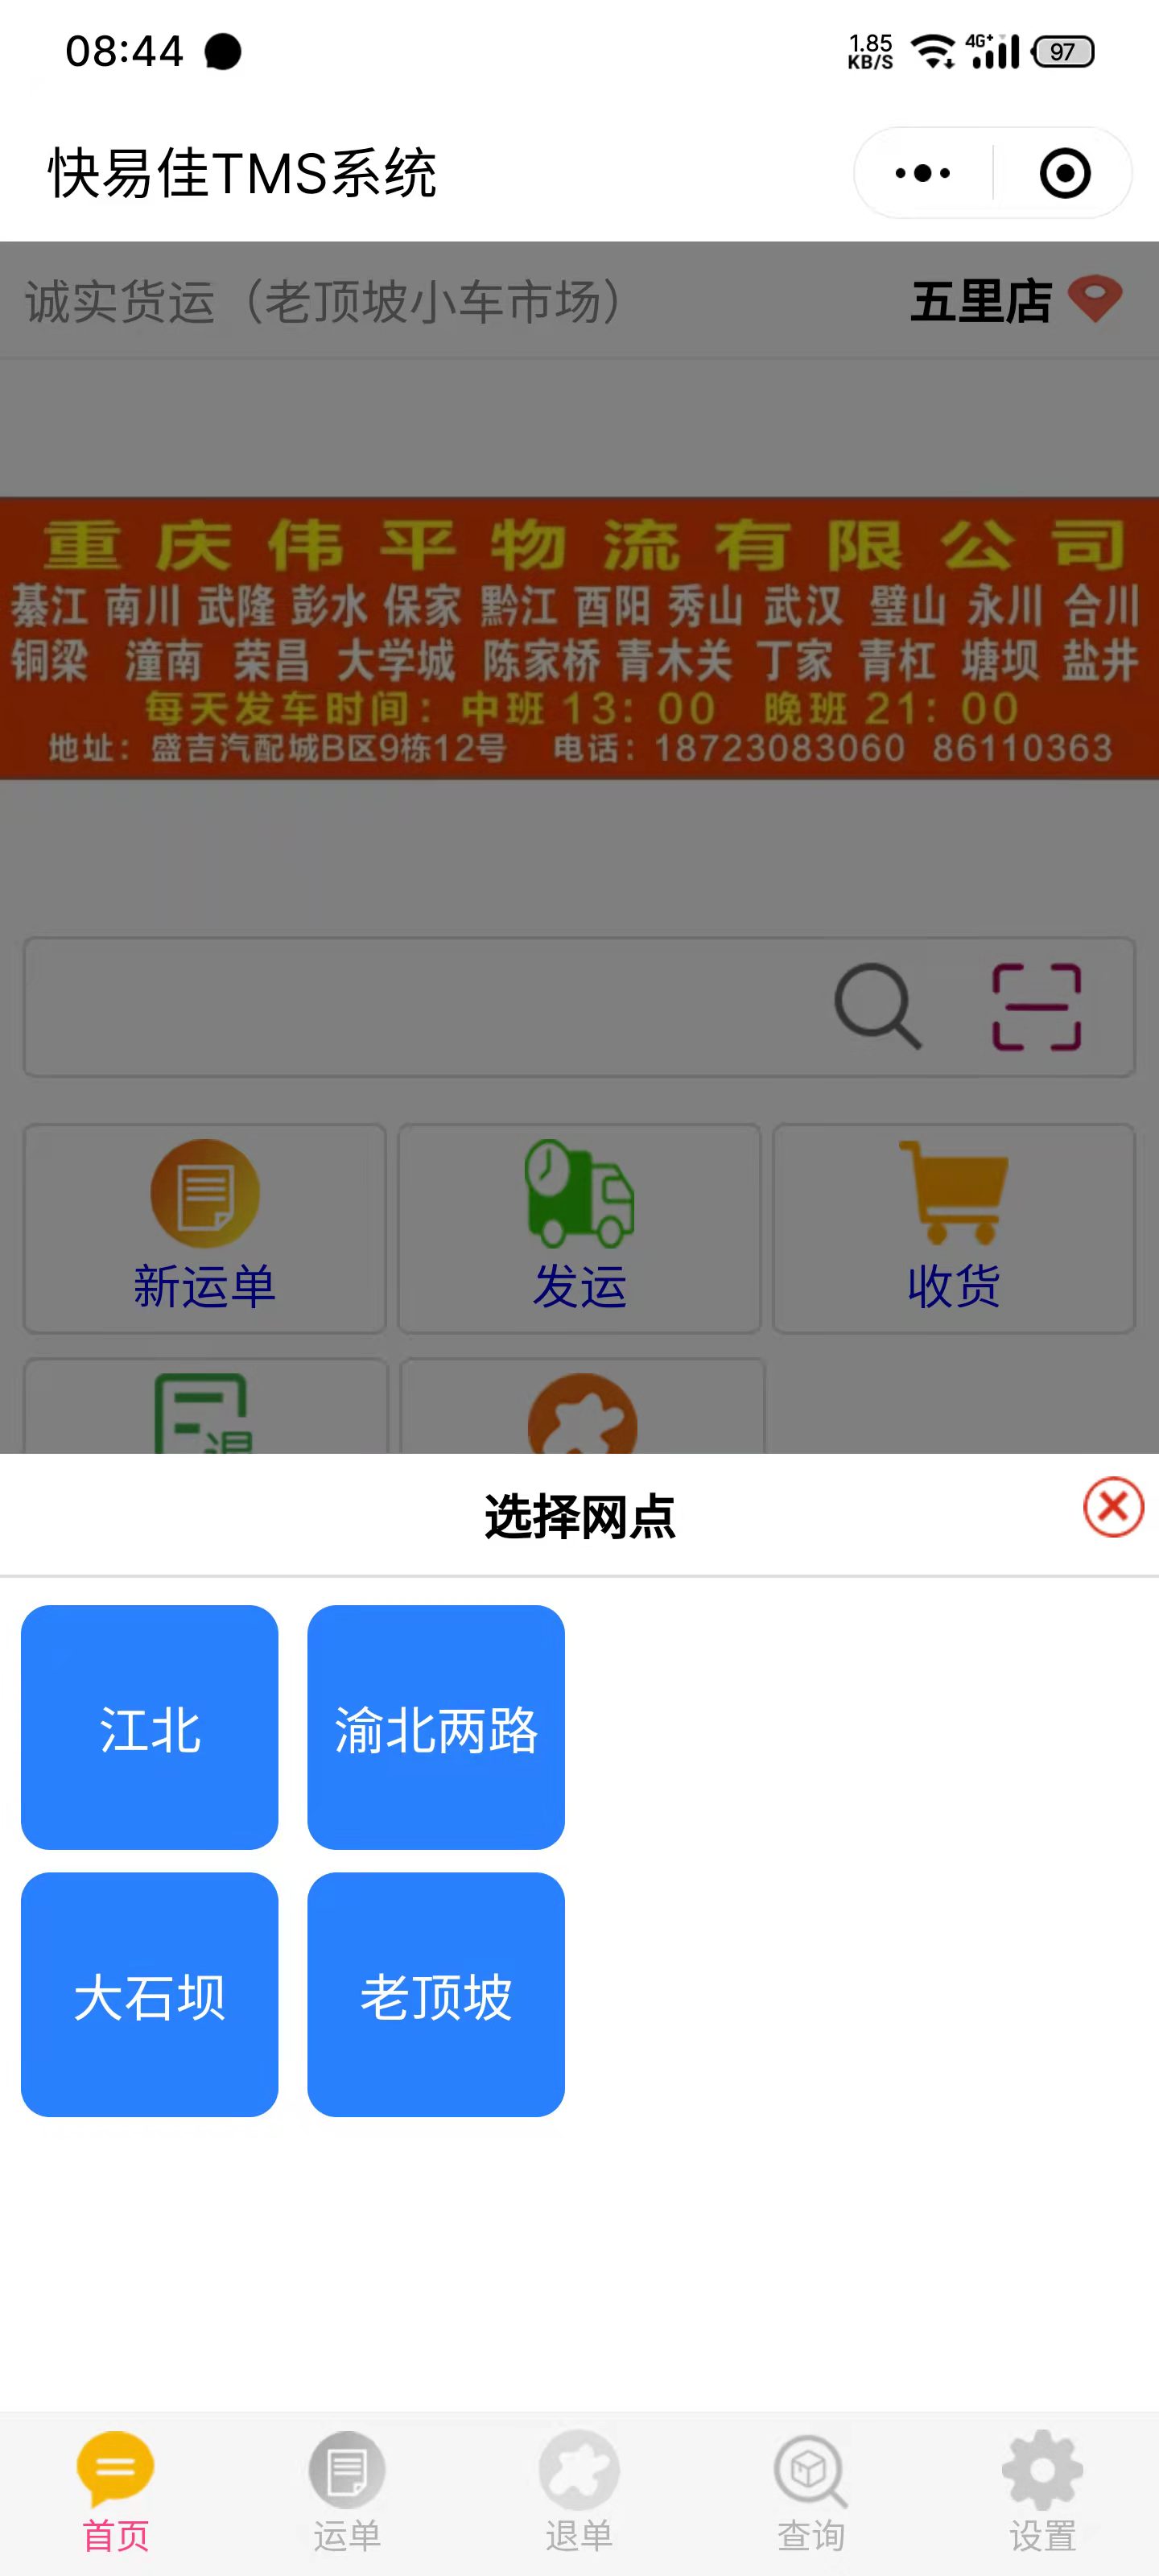 08:44
1.85 KB/S 4G+ 97
快易佳TMS系统
诚实货运（老顶坡小车市场） 五里店
重庆伟平物流有限公司
綦江 南川 武隆 彭水 保家 黔江 酉阳 秀山 武汉 璧山 永川 合川
铜梁 潼南 荣昌 大学城 陈家桥 青木关 丁家 青杠 塘坝 盐井
每天发车时间：中班 13：00 晚班 21：00
地址：盛吉汽配城B区9栋12号 电话：18723083060 86110363
新运单 发运 收货
退
选择网点
江北 渝北两路
大石坝 老顶坡
首页 运单 退单 查询 设置